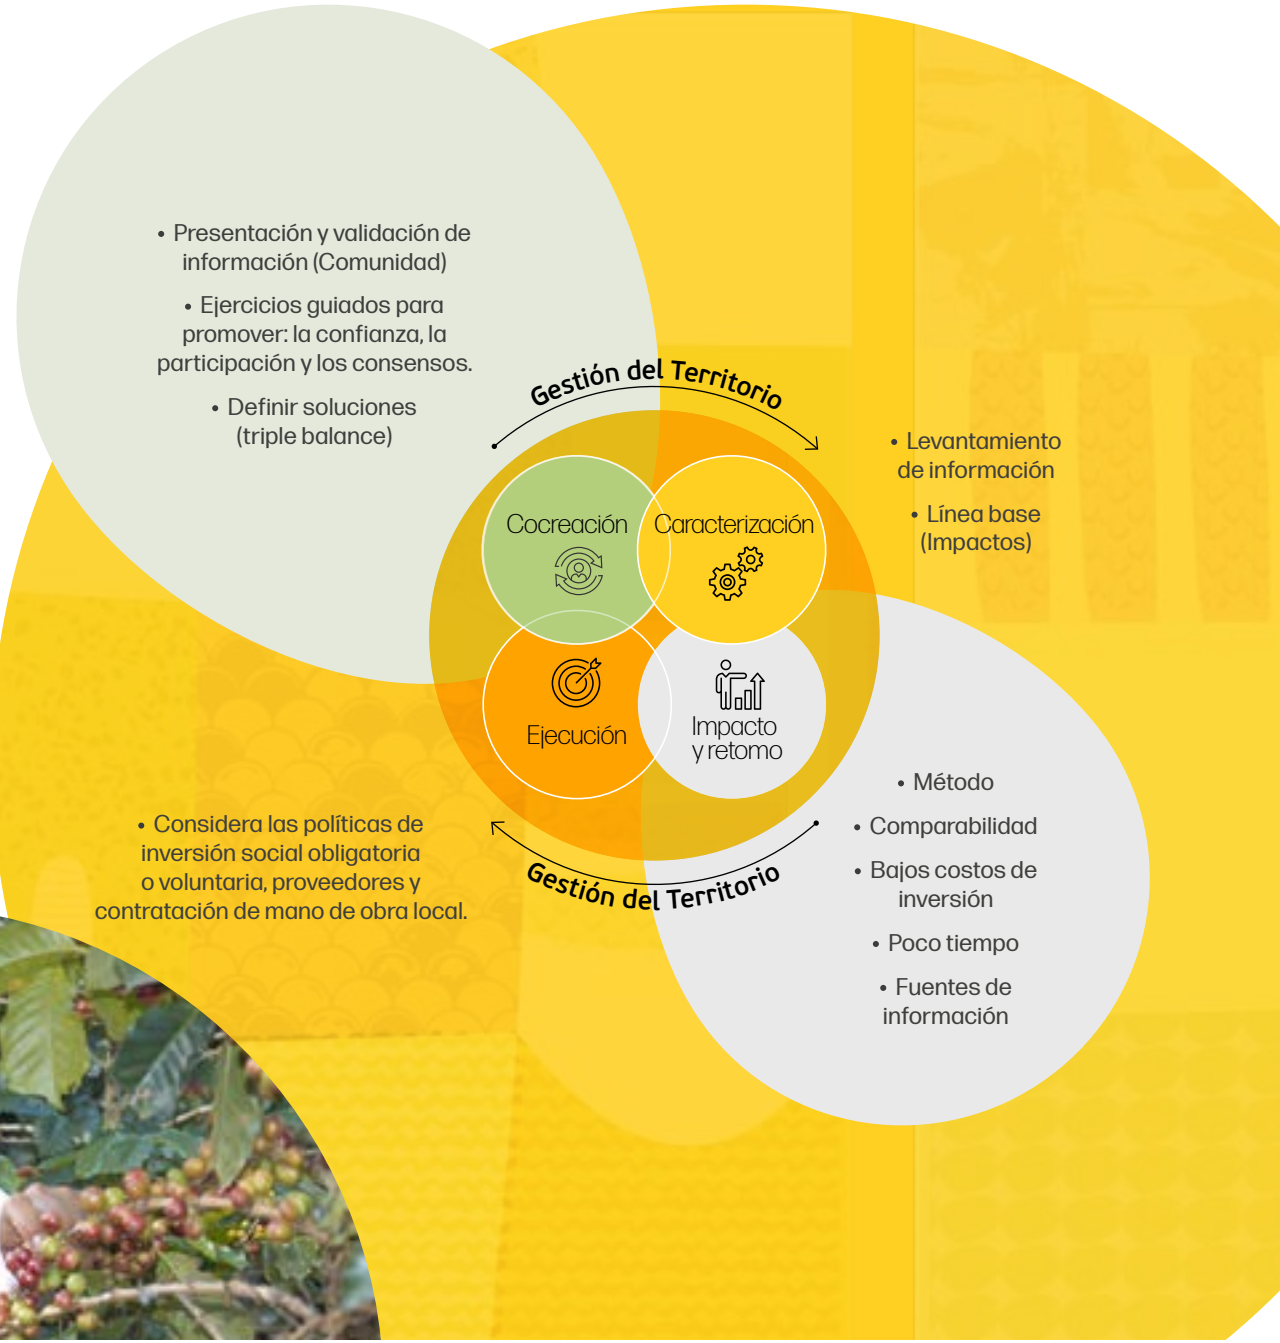 • Presentación y validación de
información (Comunidad)
• Ejercicios guiados para
promover: la confianza, la
participación y los consensos.
• Definir soluciones
(triple balance)
Gestión del Territorio
• Levantamiento
de información
• Línea base
(Impactos)
Cocreación
Caracterización
Ejecución
Impacto
y retomo
• Considera las políticas de
inversión social obligatoria
o voluntaria, proveedores y
contratación de mano de obra local.
Gestión del Territorio
• Método
• Comparabilidad
• Bajos costos de
inversión
• Poco tiempo
• Fuentes de
información